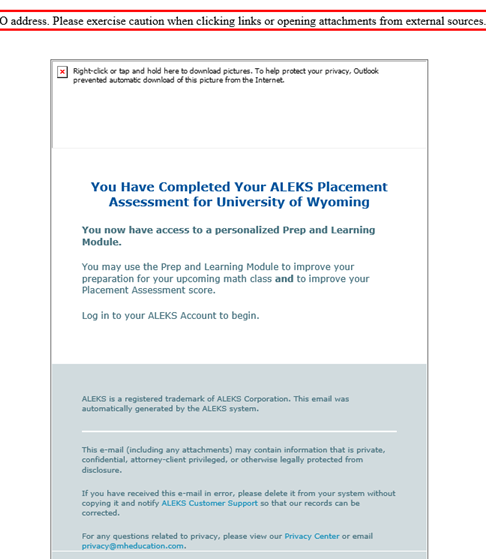 O address. Please exercise caution when clicking links or opening attachments from external sources.
Right-click or tap and hold here to download pictures. To help protect your privacy, Outlook
prevented automatic download of this picture from the Internet.
You Have Completed Your ALEKS Placement
Assessment for University of Wyoming
You now have access to a personalized Prep and Learning
Module.
You may use the Prep and Learning Module to improve your
preparation for your upcoming math class and to improve your
Placement Assessment score.
Log in to your ALEKS Account to begin.
ALEKS is a registered trademark of ALEKS Corporation. This email was
automatically generated by the ALEKS system.
This e-mail (including any attachments) may contain information that is private,
confidential, attorney-client privileged, or otherwise legally protected from
disclosure.
If you have received this e-mail in error, please delete it from your system without
copying it and notify ALEKS Customer Support so that our records can be
corrected.
For any questions related to privacy, please view our Privacy Center or email
privacy@mheducation.com.